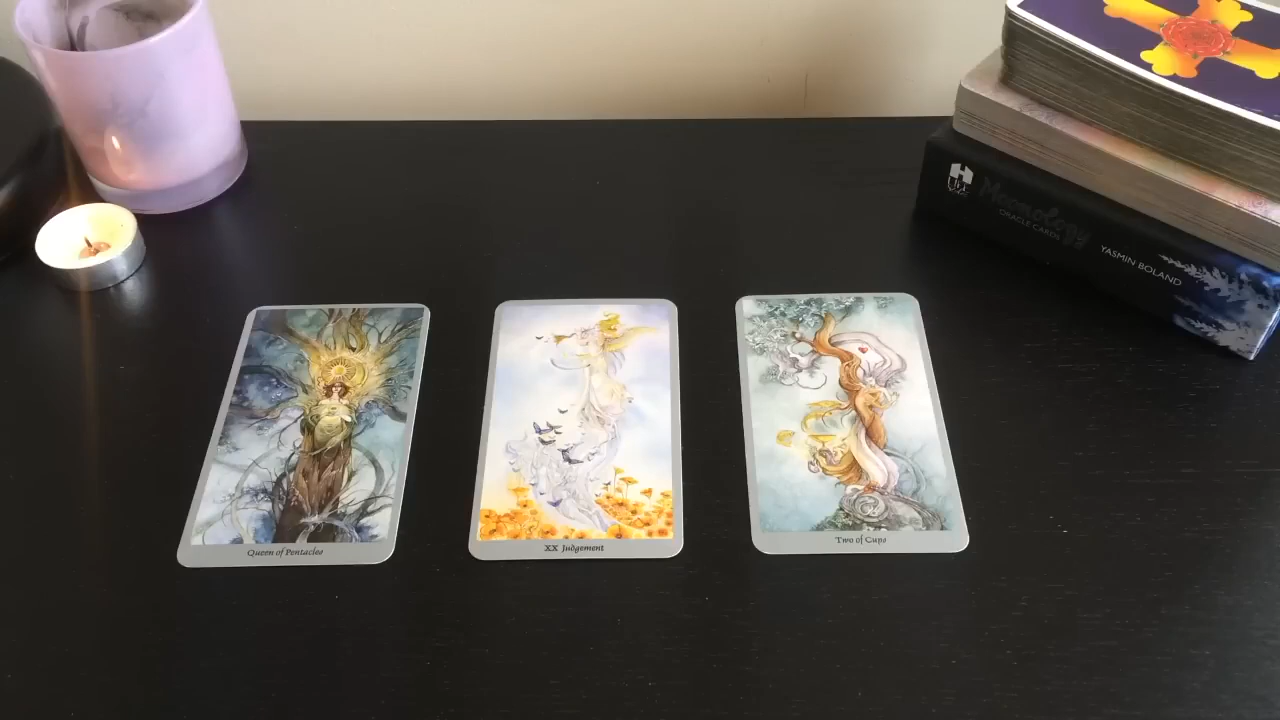 Moonology
ORACLE CARDS
YASMIN BOLAND
Queen of Pentacles
XX Judgement
Two of Cups